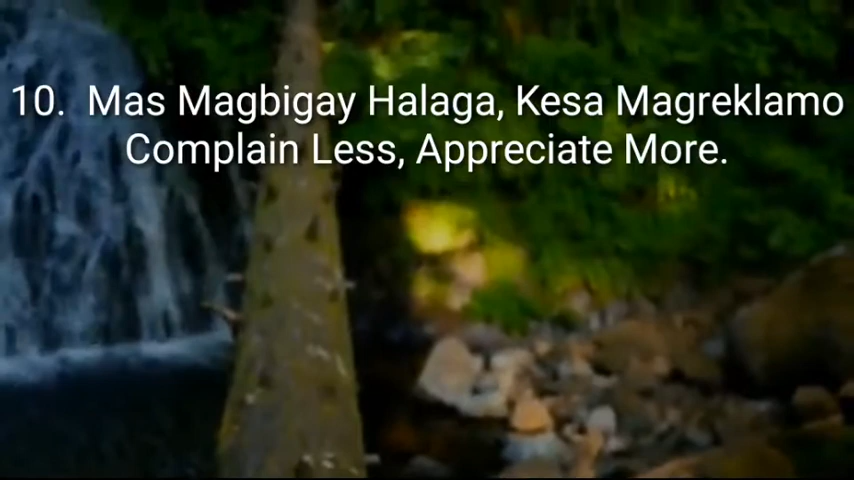 10. Mas Magbigay Halaga, Kesa Magreklamo
Complain Less, Appreciate More.